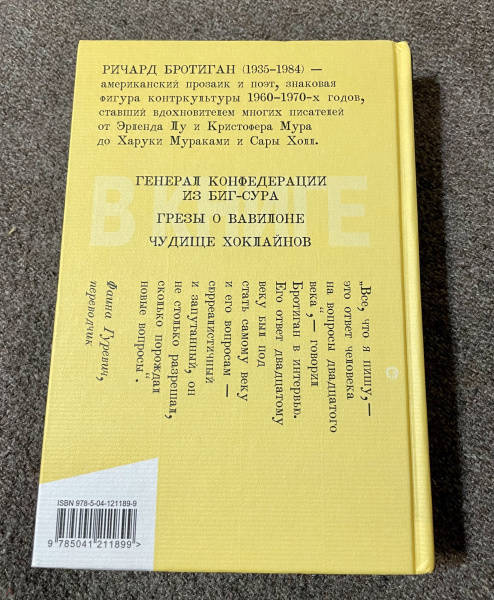 РИЧАРД БРОТИГАН (1935–1984) —
американский прозаик и поэт, знаковая
фигура контркультуры 1960–1970-х годов,
ставший вдохновителем многих писателей
от Эрленда Лу и Кристофера Мура
до Харуки Мураками и Сары Холл.
В КНИГЕ
ГЕНЕРАЛ КОНФЕДЕРАЦИИ
ИЗ БИГ-СУРА
ГРЕЗЫ О ВАВИЛОНЕ
ЧУДИЩЕ ХОКЛАЙНОВ
„Все, что я пишу, —
это ответ человека
на вопросы двадцатого
века“, — говорил
Бротиган в интервью.
Его ответ двадцатому
веку был под
стать самому веку
и его вопросам —
сюрреалистичный
и запутанный, он
не столько разрешал,
сколько порождал
новые вопросы“.
Фаина Гуревич,
переводчик
ISBN 978-5-04-121189-9
9 785041 211899>